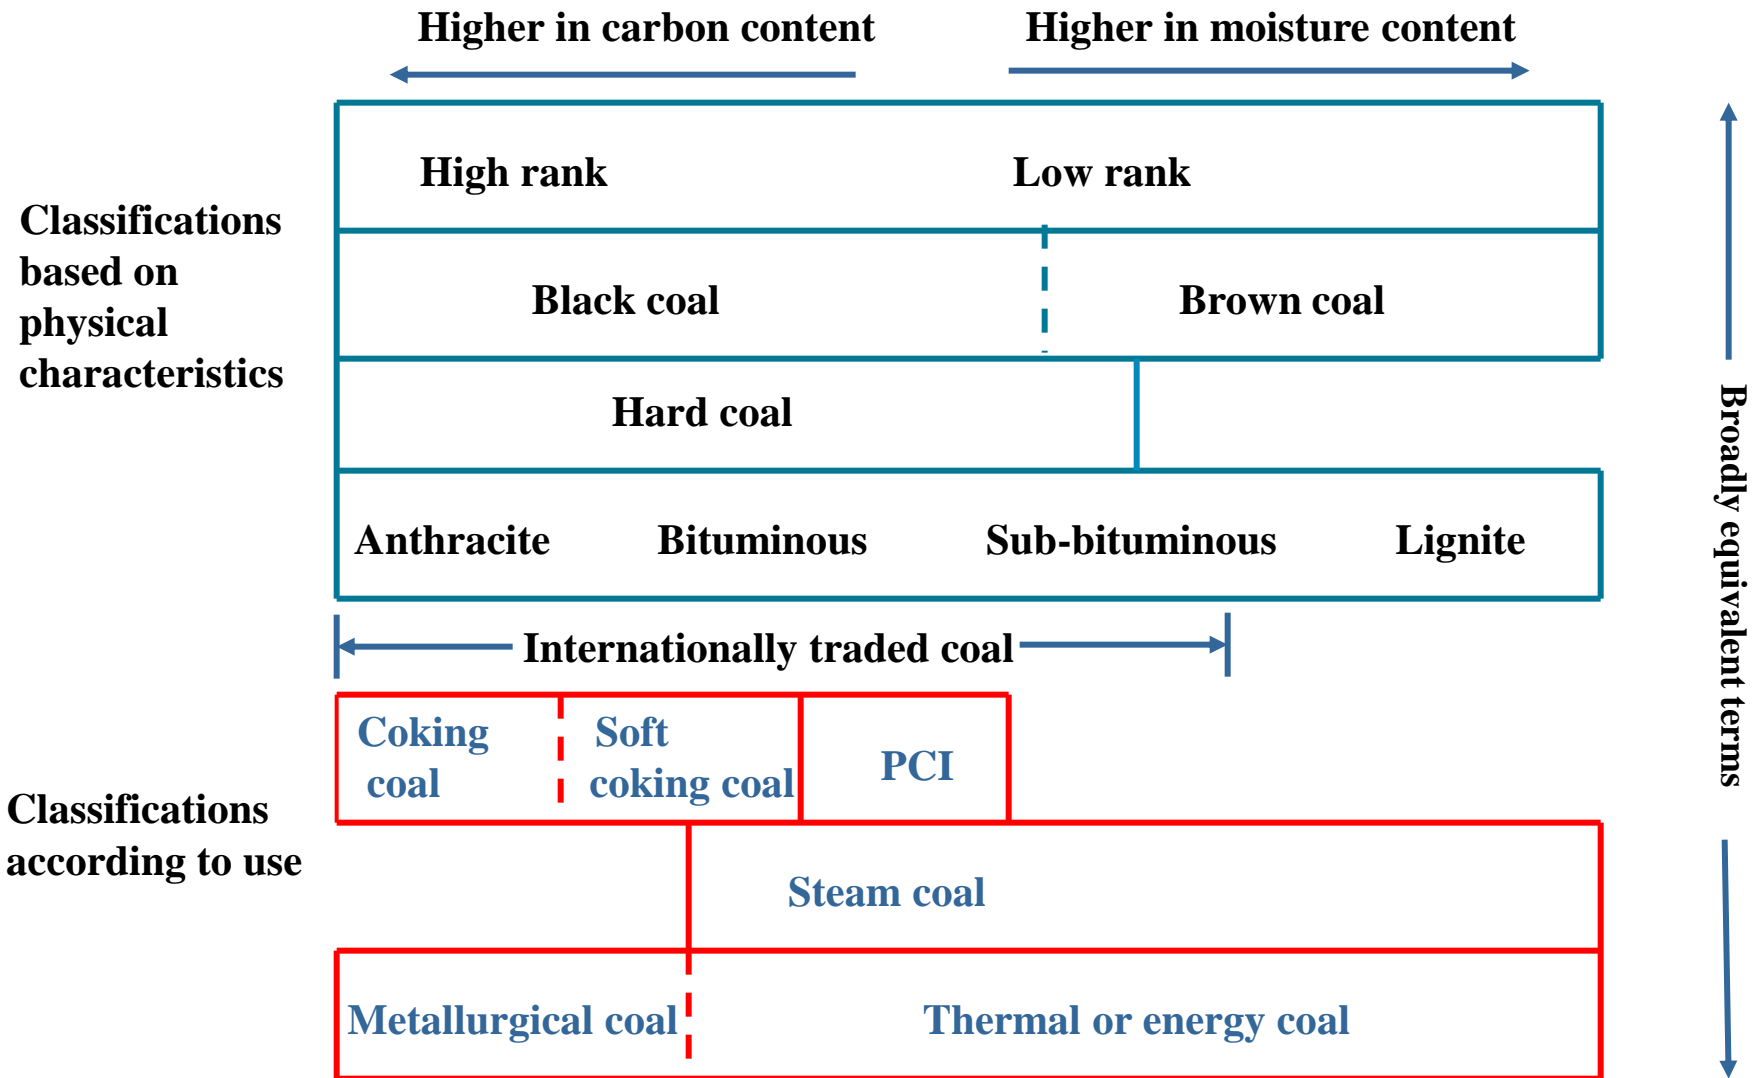 Higher in carbon content
Higher in moisture content
High rank
Low rank
Classifications
based on
physical
characteristics
Black coal
Brown coal
Hard coal
Anthracite
Bituminous
Sub-bituminous
Lignite
Broadly equivalent terms
Internationally traded coal
Coking
coal
Soft
coking coal
PCI
Classifications
according to use
Steam coal
Metallurgical coal
Thermal or energy coal